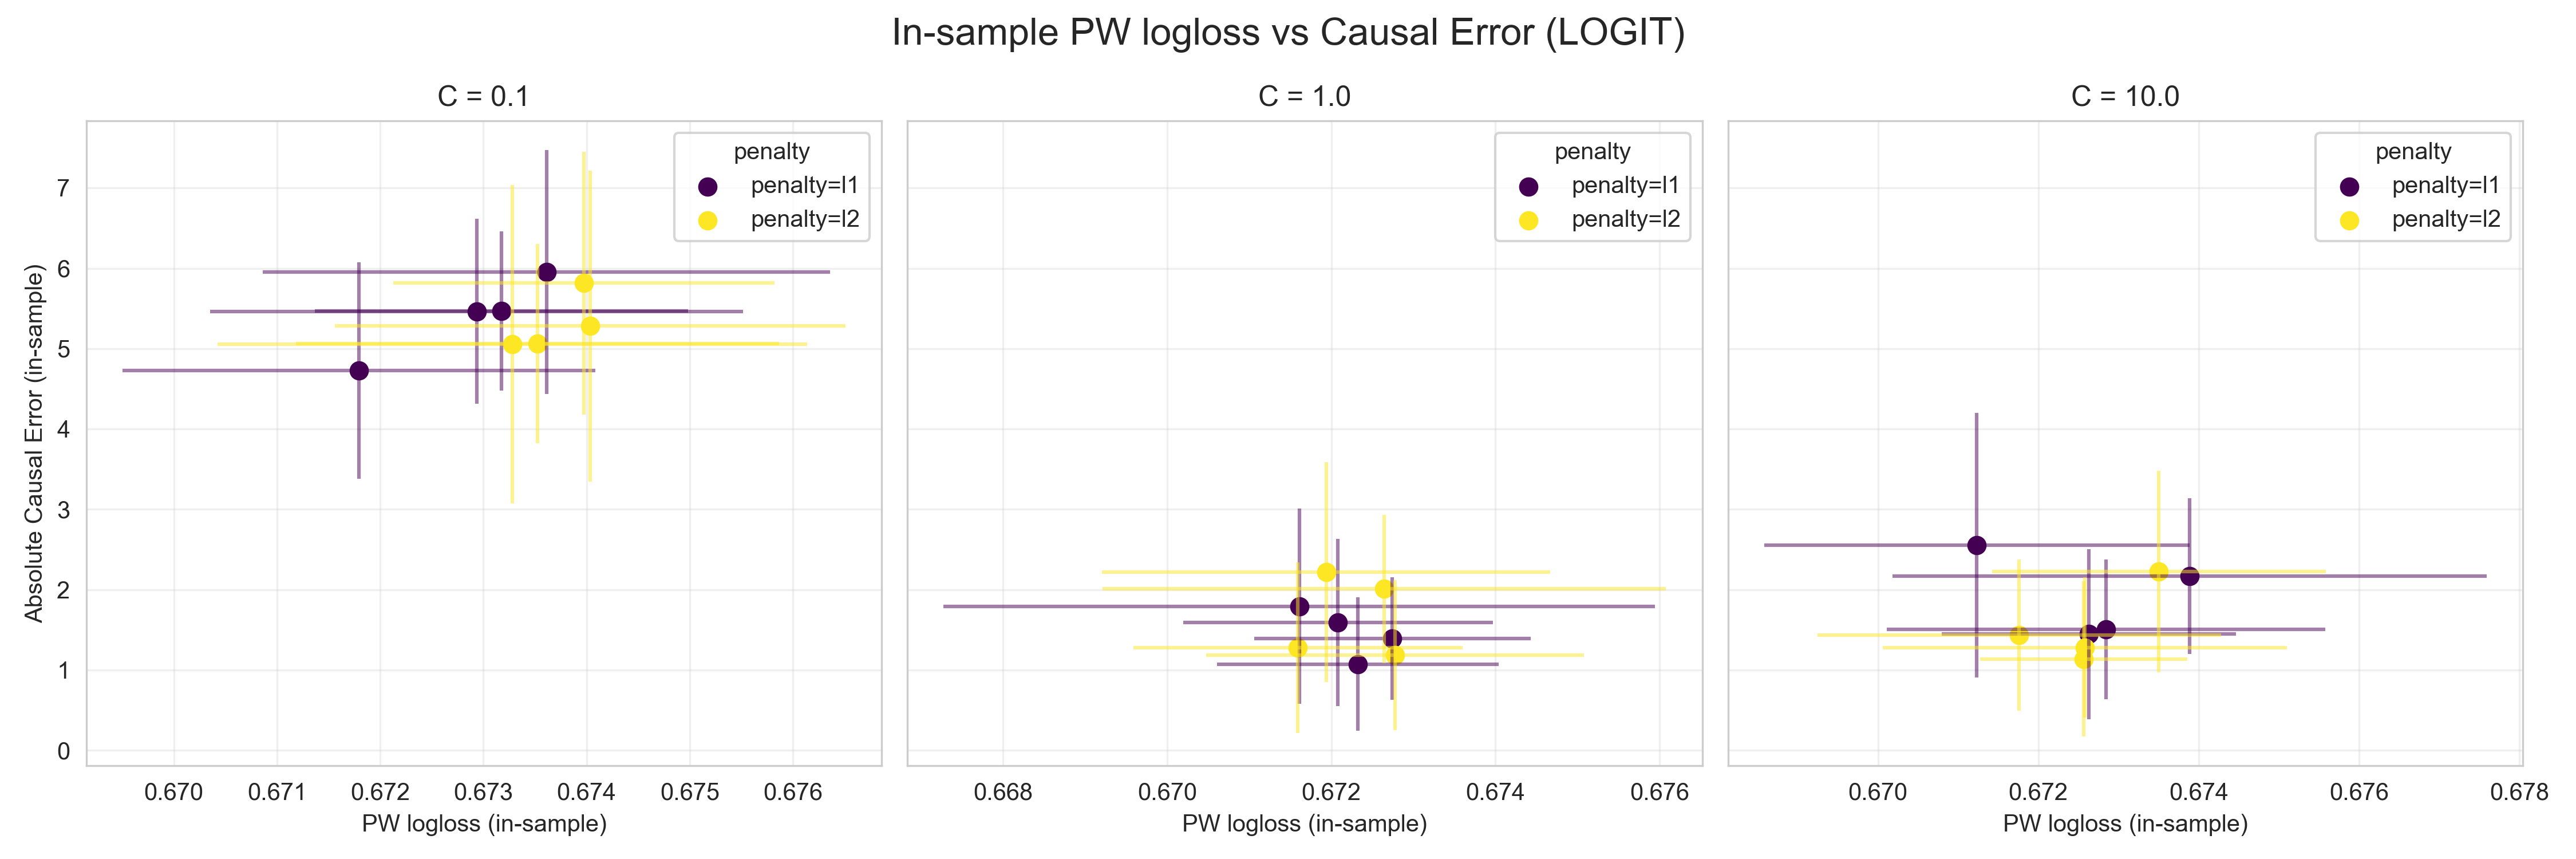 In-sample PW logloss vs Causal Error (LOGIT)
C = 0.1
penalty
penalty=l1
penalty=l2
7
6
5
4
3
2
1
0
Absolute Causal Error (in-sample)
0.670 0.671 0.672 0.673 0.674 0.675 0.676
PW logloss (in-sample)
C = 1.0
penalty
penalty=l1
penalty=l2
0.668 0.670 0.672 0.674 0.676
PW logloss (in-sample)
C = 10.0
penalty
penalty=l1
penalty=l2
0.670 0.672 0.674 0.676 0.678
PW logloss (in-sample)